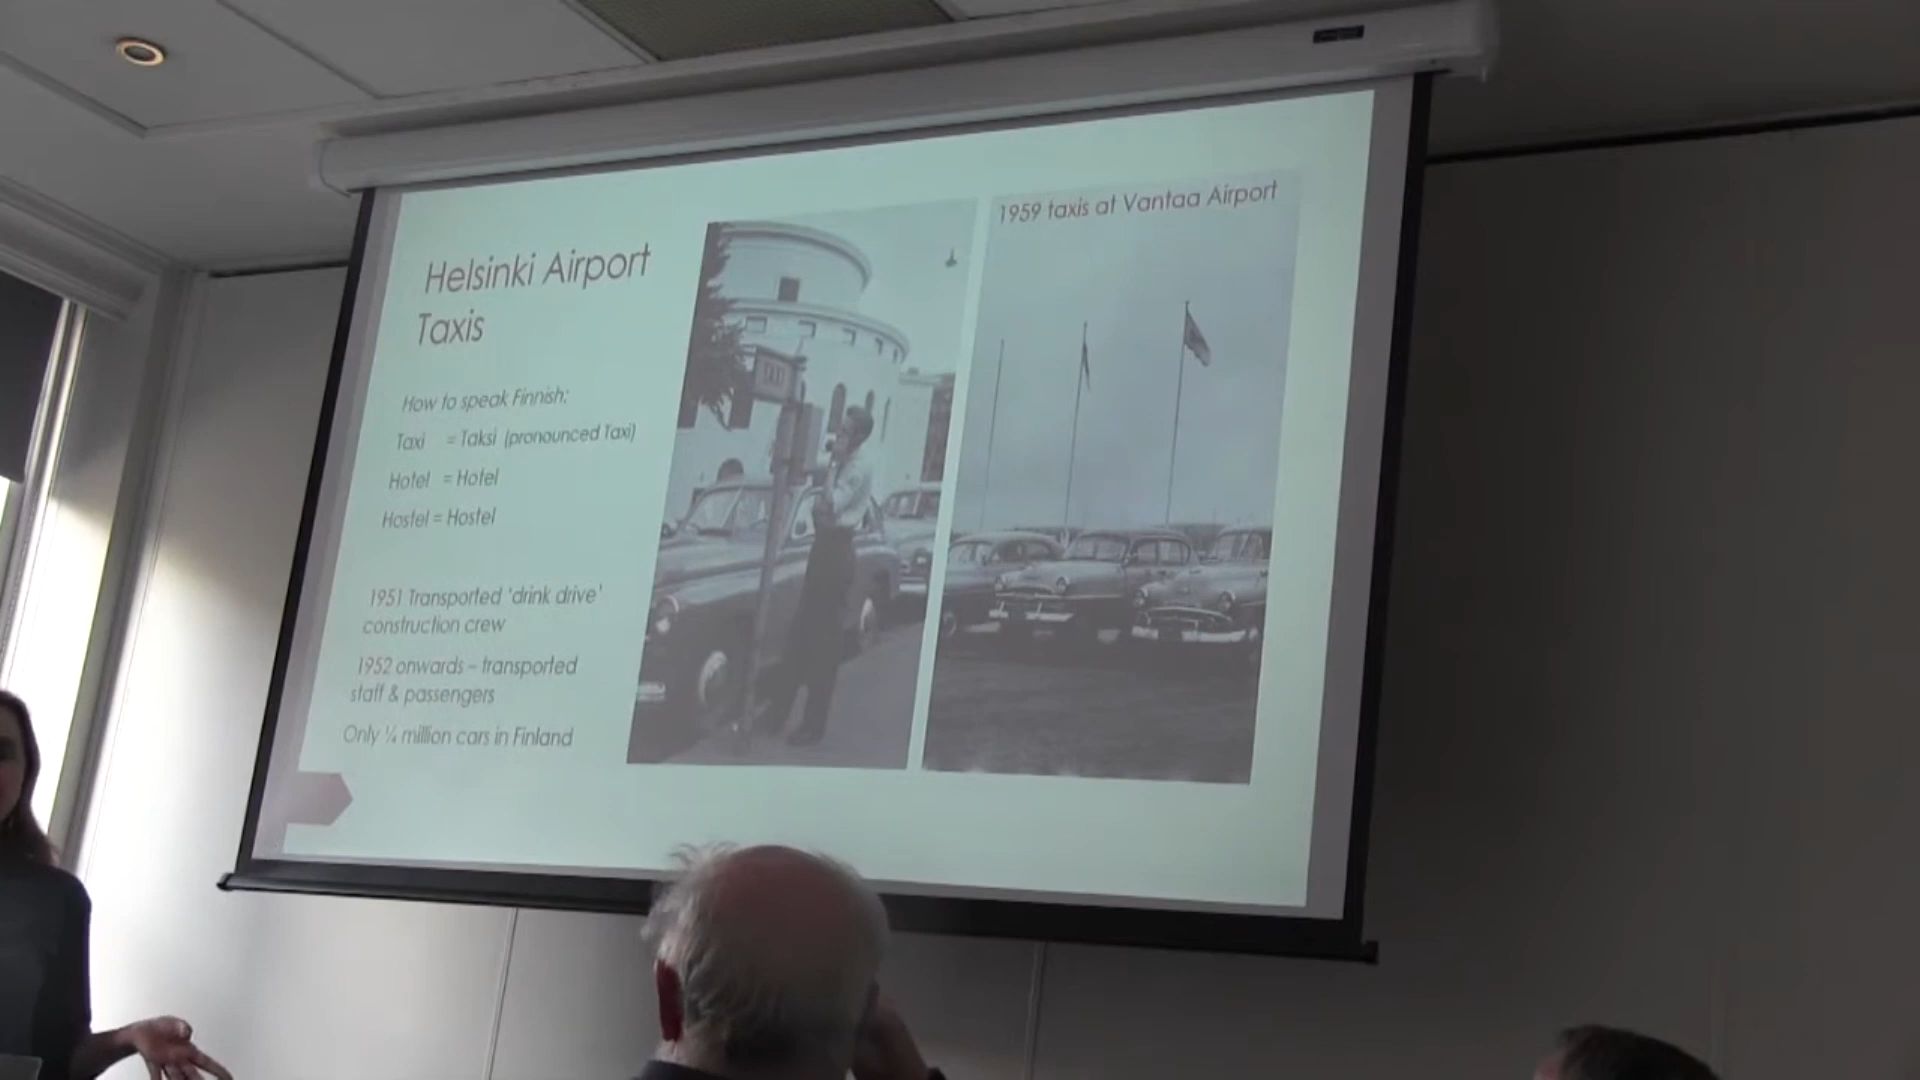 Helsinki Airport
Taxis
How to speak Finnish:
Taxi = Taksi (pronounced Taxi)
Hotel = Hotel
Hostel = Hostel
1951 Transported 'drink drive'
construction crew
1952 onwards – transported
staff & passengers
Only ¼ million cars in Finland
TAXI
1959 taxis at Vantaa Airport